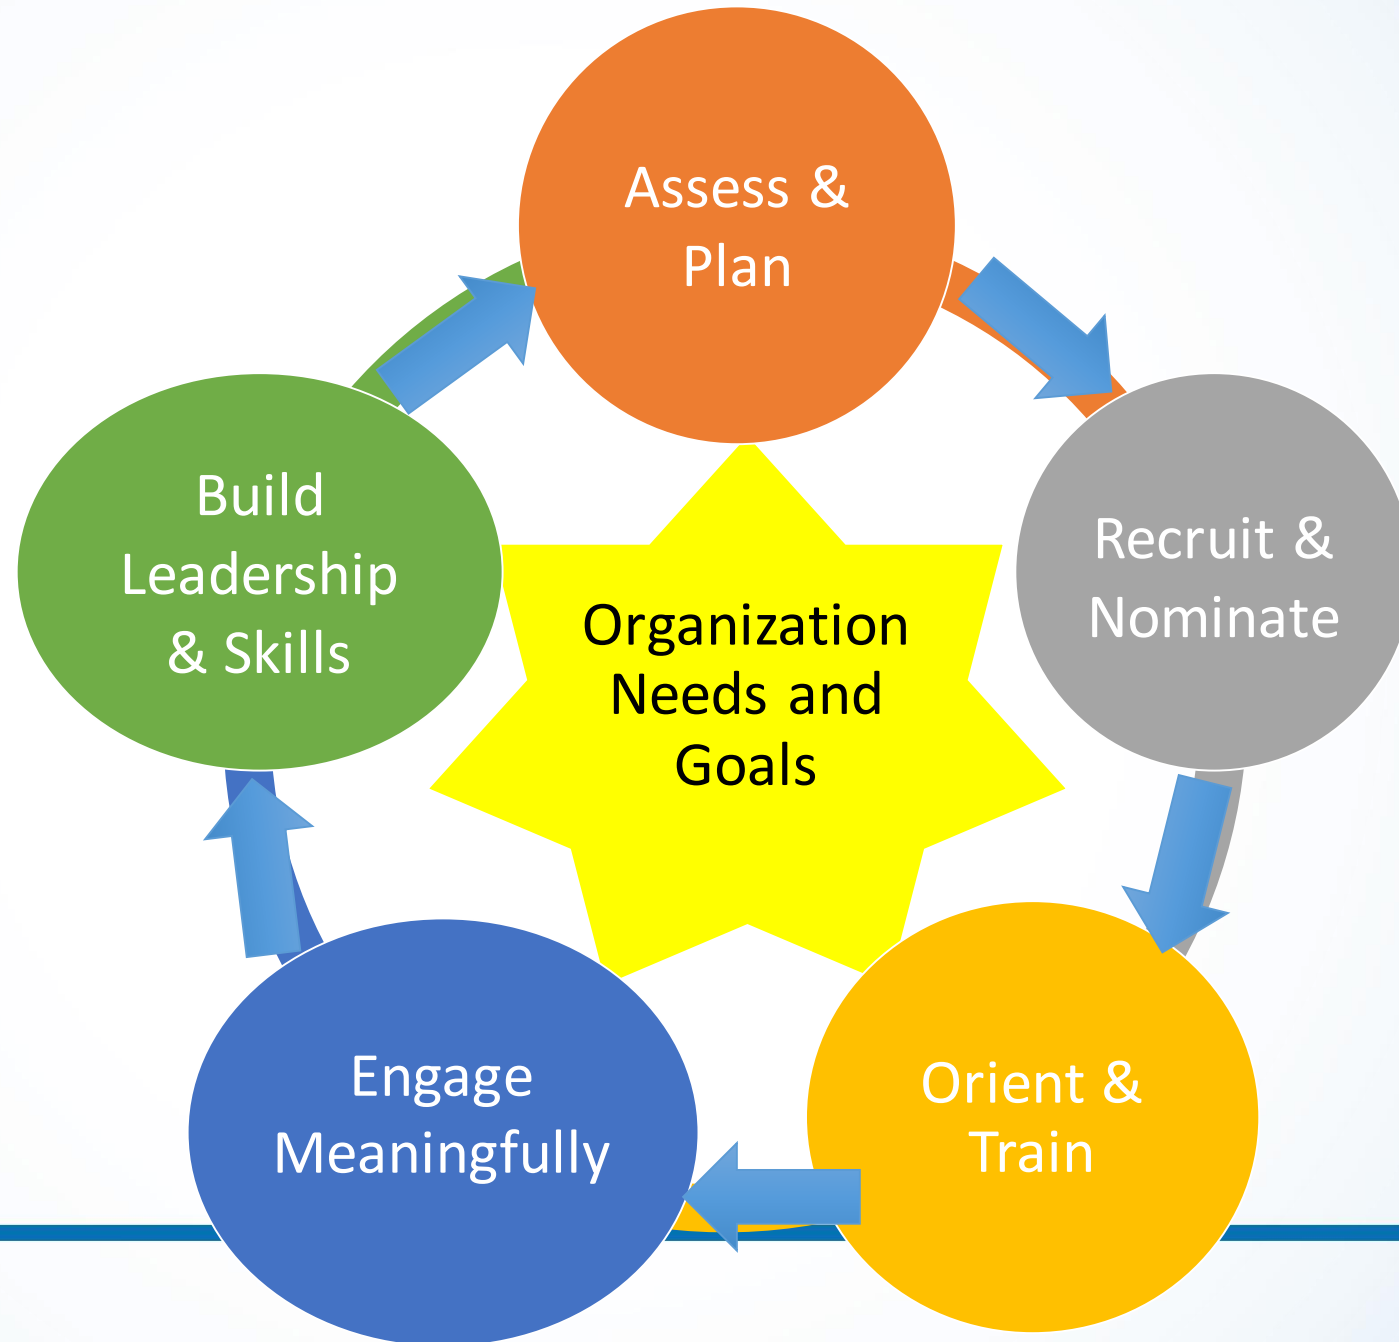 Assess &
Plan
Recruit &
Nominate
Orient &
Train
Engage
Meaningfully
Build
Leadership
& Skills
Organization
Needs and
Goals